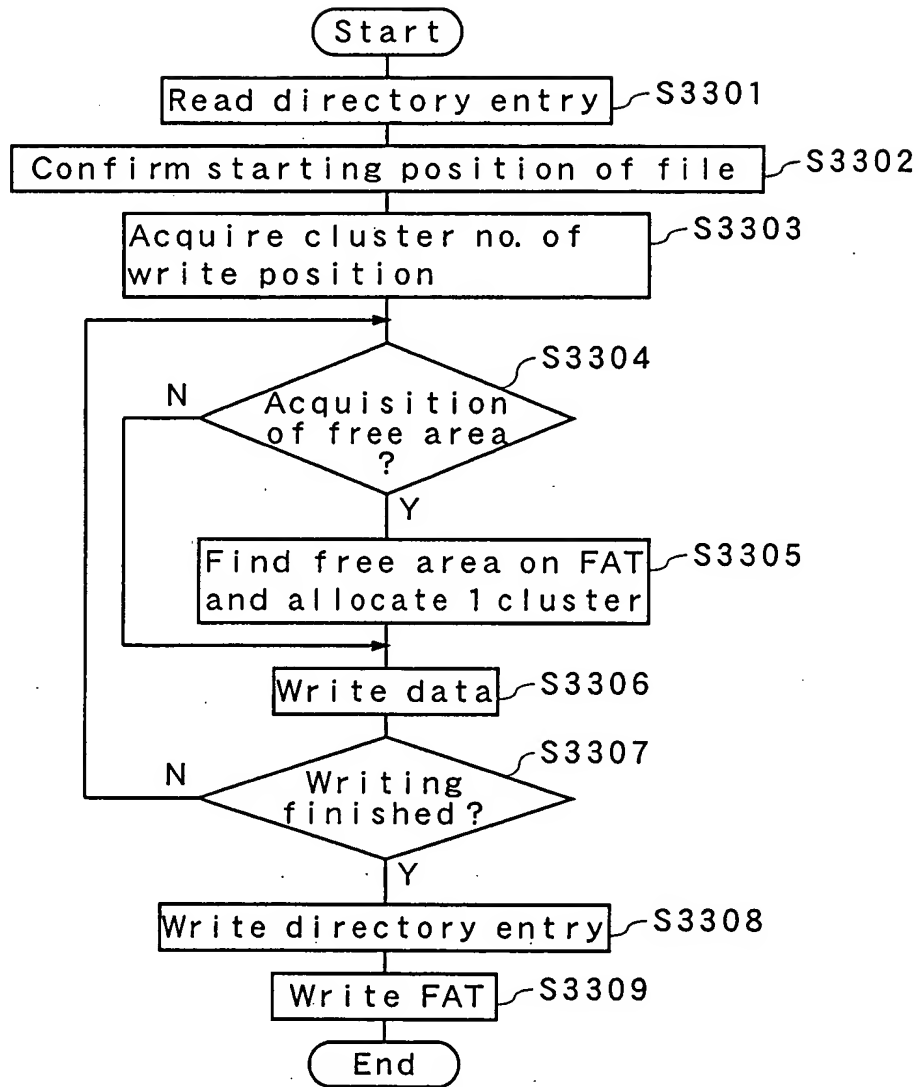 Start
Read directory entry
S3301
Confirm starting position of file
S3302
Acquire cluster no. of
write position
S3303
S3304
N
Acquisition
of free area
?
Y
Find free area on FAT
and allocate 1 cluster
S3305
Write data
S3306
S3307
N
Writing
finished?
Y
Write directory entry
S3308
Write FAT
S3309
End